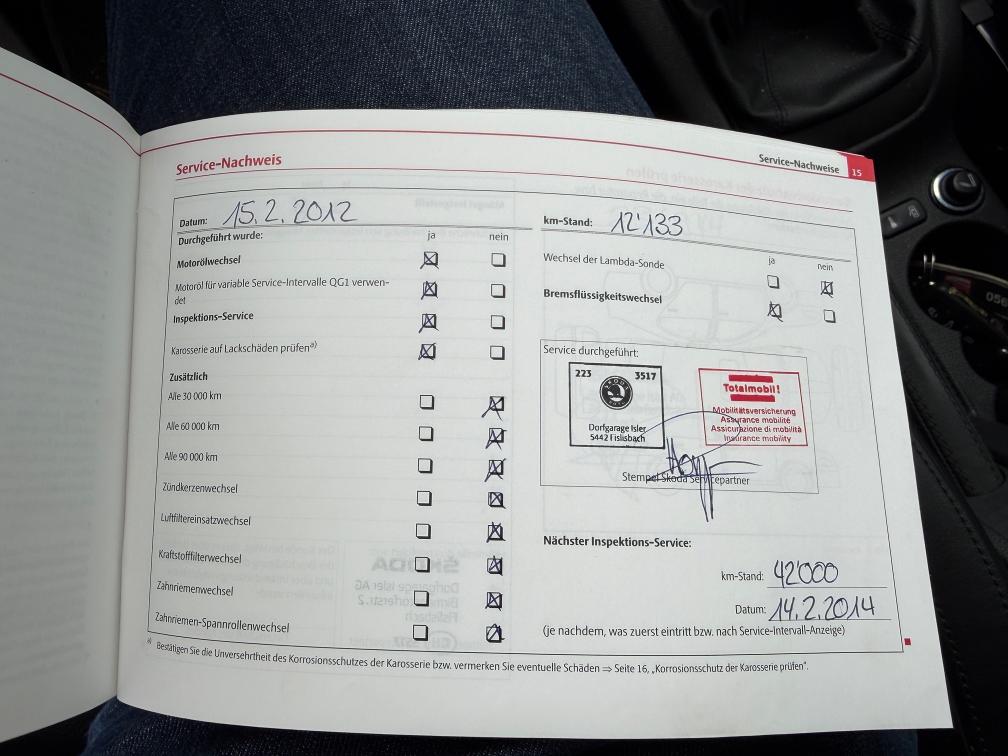 Service-Nachweise 15
Service-Nachweis
Datum: 15.2.2012
Durchgeführt wurde: ja nein
Motorölwechsel
Motoröl für variable Service-Intervalle QG1 verwen-
det
Inspektions-Service
Karosserie auf Lackschäden prüfen a)
Zusätzlich
Alle 30 000 km
Alle 60 000 km
Alle 90 000 km
Zündkerzenwechsel
Luftfiltereinsatzwechsel
Kraftstofffilterwechsel
Zahnriemenwechsel
Zahnriemen-Spannrollenwechsel
km-Stand: 12'133
ja nein
Wechsel der Lambda-Sonde
Bremsflüssigkeitswechsel
Service durchgeführt:
223 3517
Dorfgarage Isler
5442 Fislisbach
Totalmobil!
Mobilitätsversicherung
Assurance mobilité
Assicurazione di mobilità
Insurance mobility
Stempel Škoda Servicepartner
Nächster Inspektions-Service:
km-Stand: 42'000
Datum: 14.2.2014
(je nachdem, was zuerst eintritt bzw. nach Service-Intervall-Anzeige)
a) Bestätigen Sie die Unversehrtheit des Korrosionsschutzes der Karosserie bzw. vermerken Sie eventuelle Schäden ⇒ Seite 16, „Korrosionsschutz der Karosserie prüfen“.